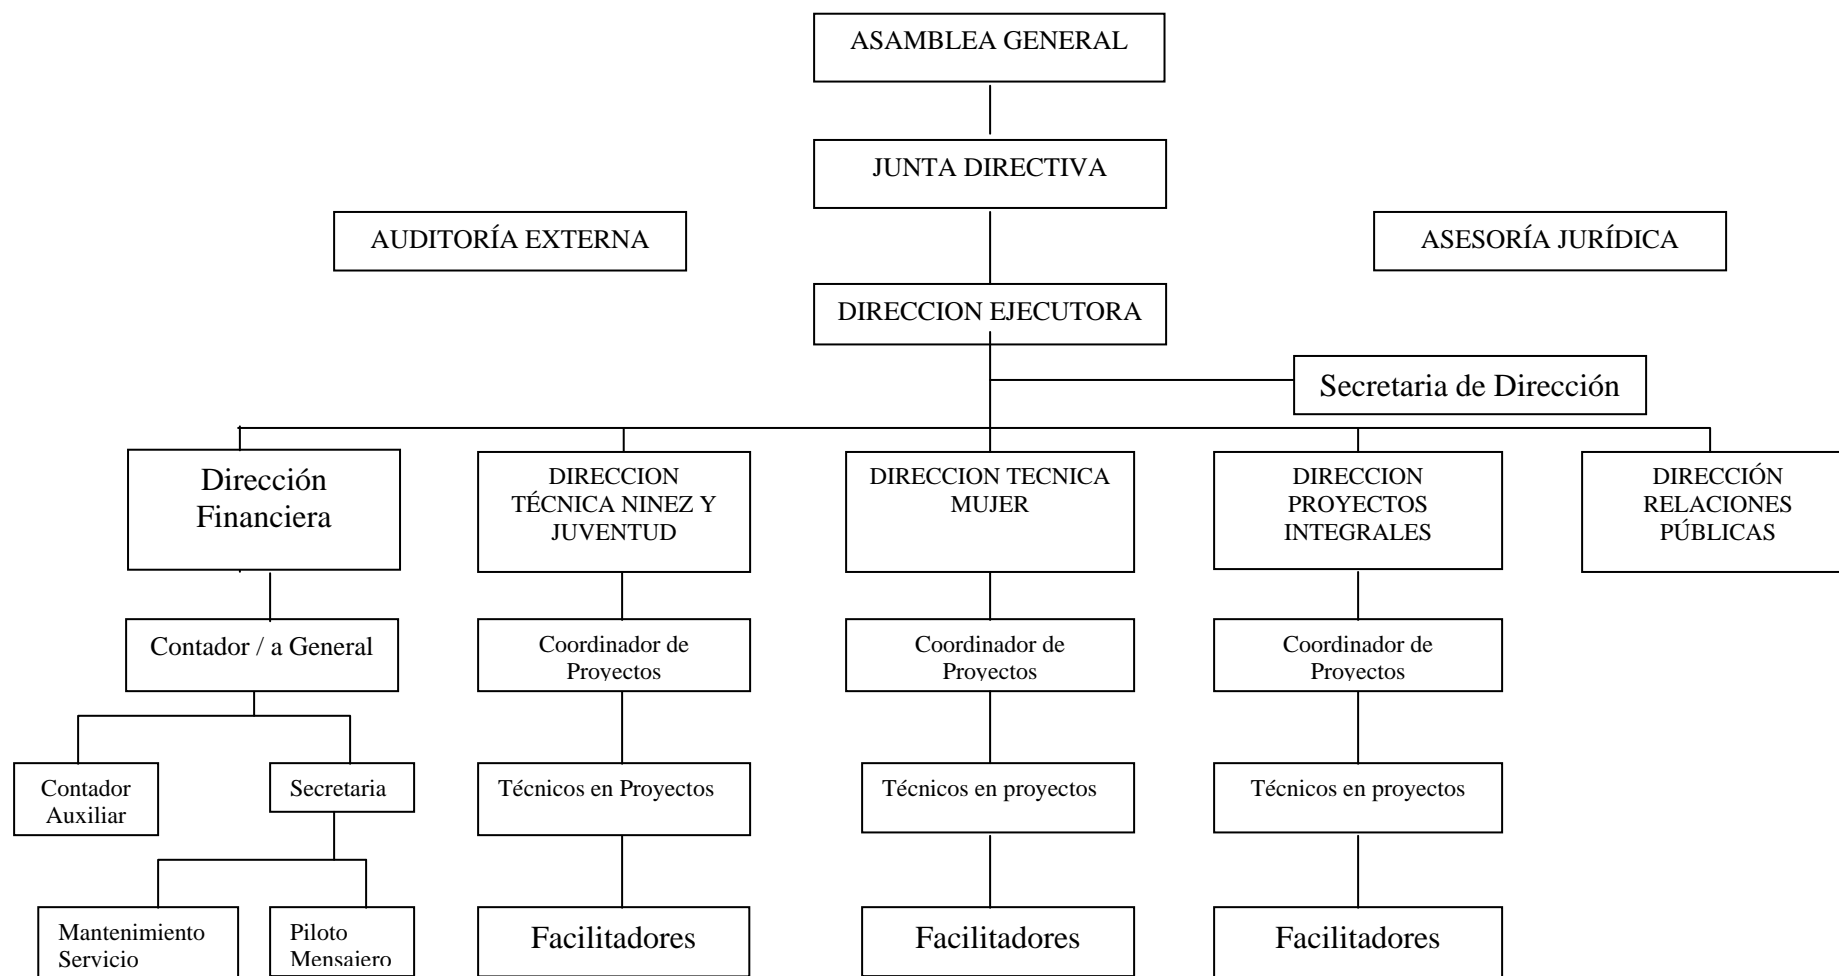 ASAMBLEA GENERAL
JUNTA DIRECTIVA
AUDITORÍA EXTERNA
ASESORÍA JURÍDICA
DIRECCION EJECUTORA
Secretaria de Dirección
Dirección
Financiera
DIRECCION
TÉCNICA NINEZ Y
JUVENTUD
DIRECCION TECNICA
MUJER
DIRECCION
PROYECTOS
INTEGRALES
DIRECCIÓN
RELACIONES
PÚBLICAS
Contador / a General
Coordinador de
Proyectos
Coordinador de
Proyectos
Coordinador de
Proyectos
Contador
Auxiliar
Secretaria
Técnicos en Proyectos
Técnicos en proyectos
Técnicos en proyectos
Mantenimiento
Servicio
Piloto
Mensajero
Facilitadores
Facilitadores
Facilitadores